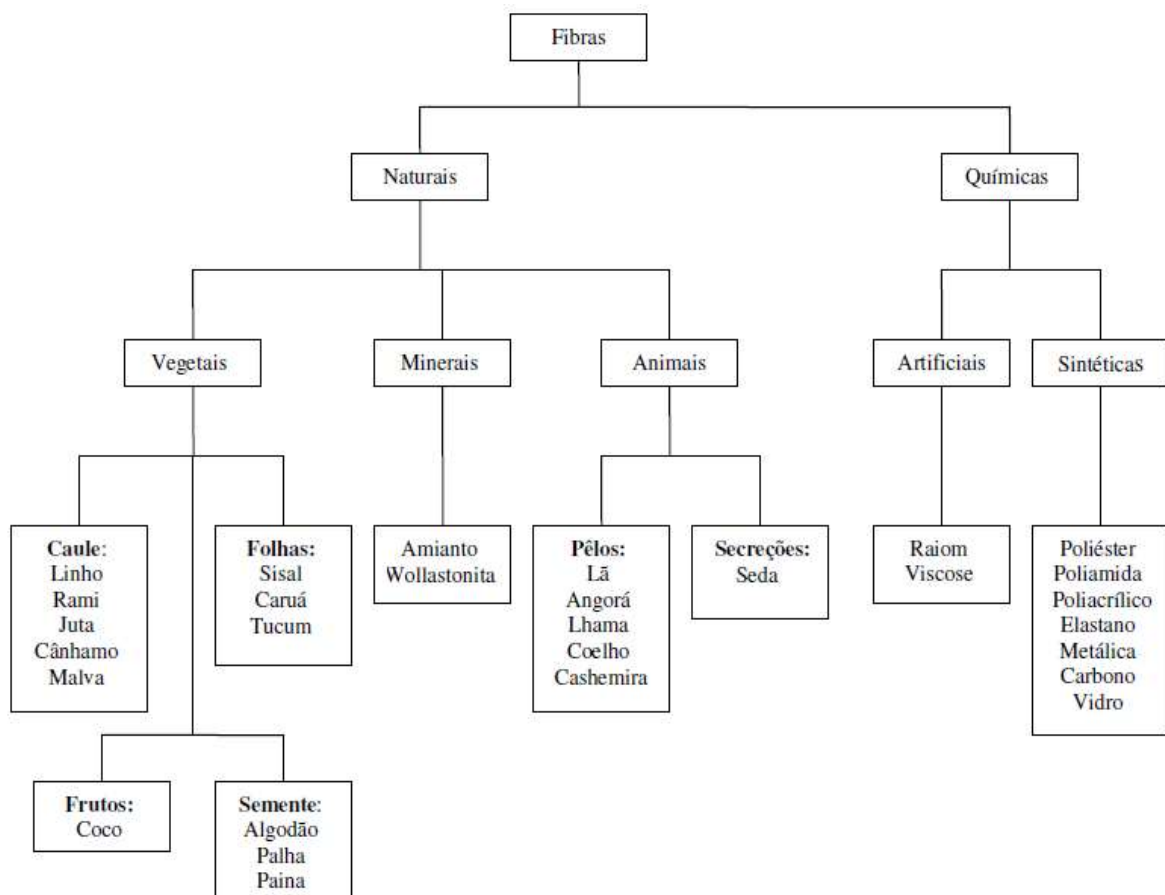 Fibras
Naturais
Químicas
Vegetais
Minerais
Animais
Artificiais
Sintéticas
Caule:
Linho
Rami
Juta
Cânhamo
Malva
Folhas:
Sisal
Caruá
Tucum
Amianto
Wollastonita
Pêlos:
Lã
Angorá
Lhama
Coelho
Cashemira
Secreções:
Seda
Raiom
Viscose
Poliéster
Poliamida
Poliacrílico
Elastano
Metálica
Carbono
Vidro
Frutos:
Coco
Semente:
Algodão
Palha
Paina